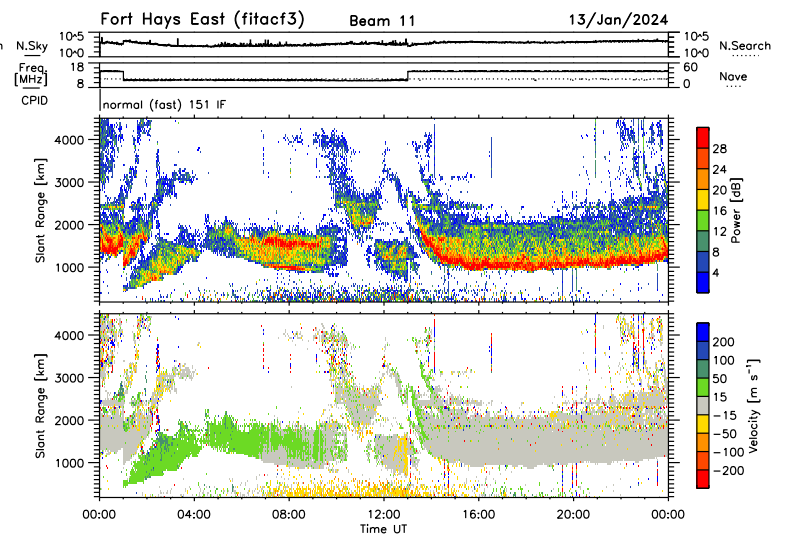 Fort Hays East (fitacf3) Beam 11 13/Jan/2024
N.Sky 10^5 10^0 10^5 10^0 N.Search
Freq. [MHz] 18 8 60 0 Nave
CPID normal (fast) 151 IF
Slant Range [km] 4000 3000 2000 1000
28 24 20 16 12 8 4 Power [dB]
Slant Range [km] 4000 3000 2000 1000
200 100 50 15 -15 -50 -100 -200 Velocity [m s⁻¹]
00:00 04:00 08:00 12:00 16:00 20:00 00:00
Time UT